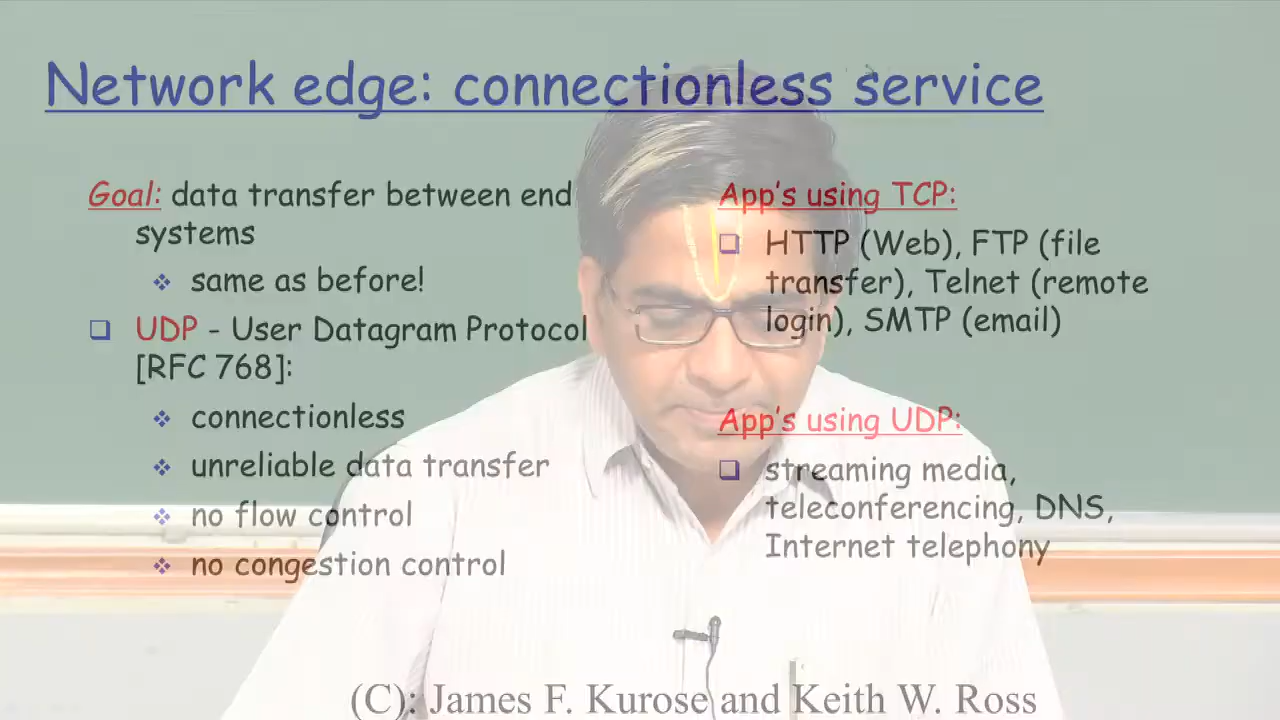 Network edge: connectionless service
Goal: data transfer between end
systems
same as before!
UDP - User Datagram Protocol
[RFC 768]:
connectionless
unreliable data transfer
no flow control
no congestion control
App's using TCP:
HTTP (Web), FTP (file
transfer), Telnet (remote
login), SMTP (email)
App's using UDP:
streaming media,
teleconferencing, DNS,
Internet telephony
(C): James F. Kurose and Keith W. Ross